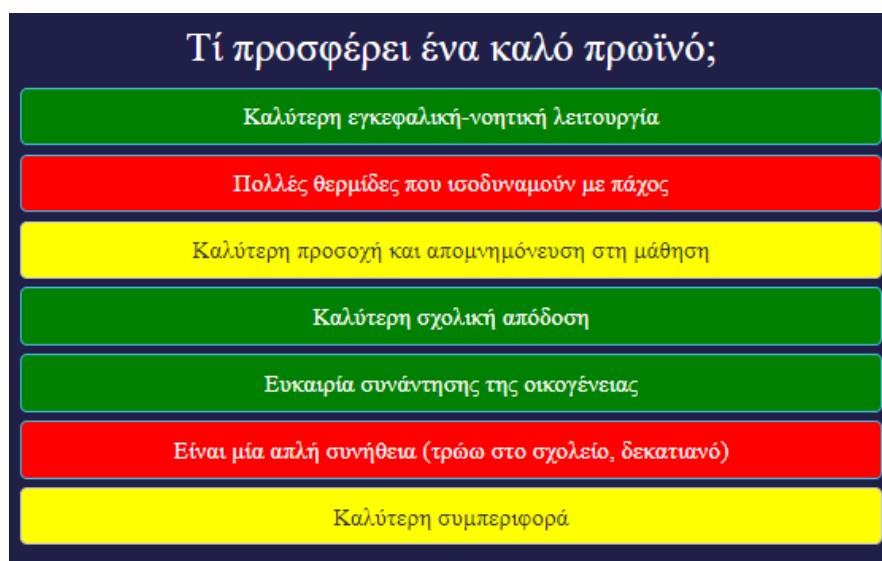 Τί προσφέρει ένα καλό πρωϊνό;
Καλύτερη εγκεφαλική-νοητική λειτουργία
Πολλές θερμίδες που ισοδυναμούν με πάχος
Καλύτερη προσοχή και απομνημόνευση στη μάθηση
Καλύτερη σχολική απόδοση
Ευκαιρία συνάντησης της οικογένειας
Είναι μία απλή συνήθεια (τρώω στο σχολείο, δεκατιανό)
Καλύτερη συμπεριφορά